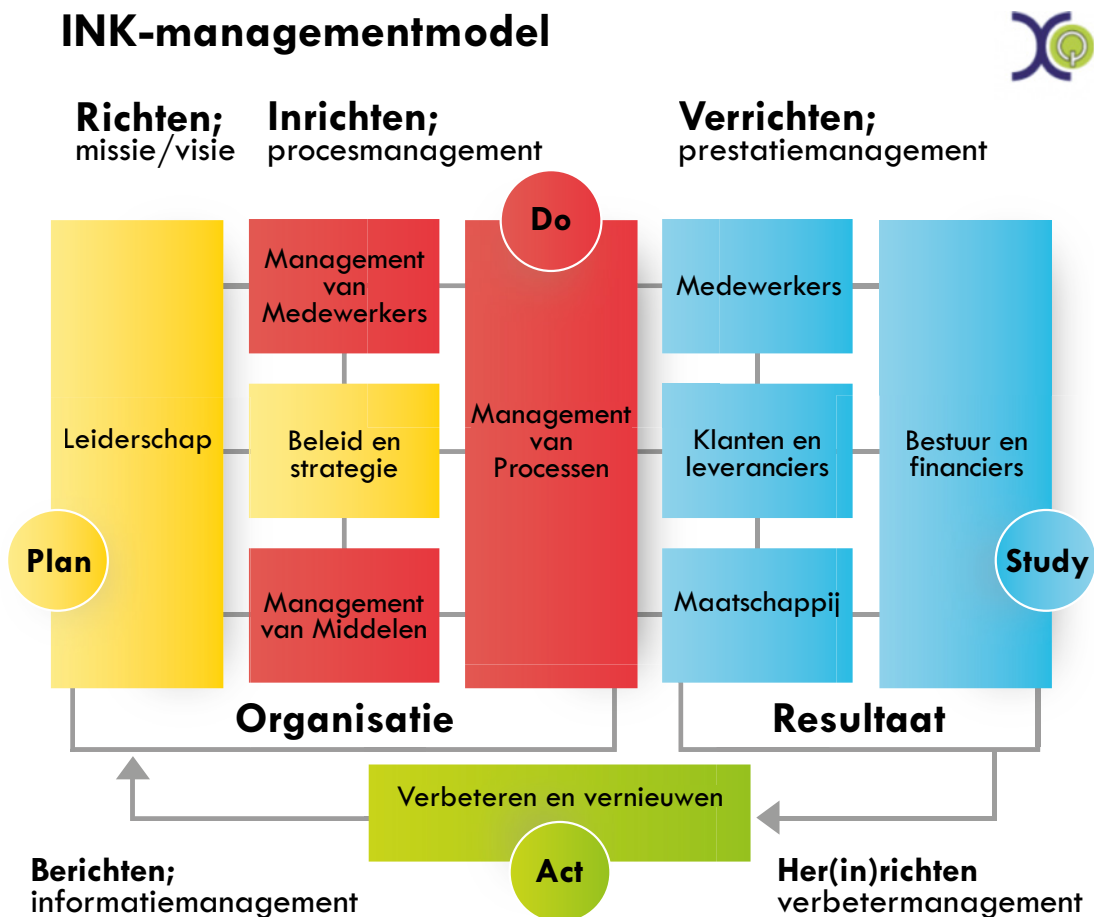 INK-managementmodel
Richten;
missie/visie
Inrichten;
procesmanagement
Verrichten;
prestatiemanagement
Do
Management
van
Medewerkers
Medewerkers
Leiderschap
Beleid en
strategie
Management
van
Processen
Klanten en
leveranciers
Bestuur en
financiers
Plan
Study
Management
van Middelen
Maatschappij
Organisatie
Resultaat
Verbeteren en vernieuwen
Act
Berichten;
informatiemanagement
Her(in)richten
verbetermanagement